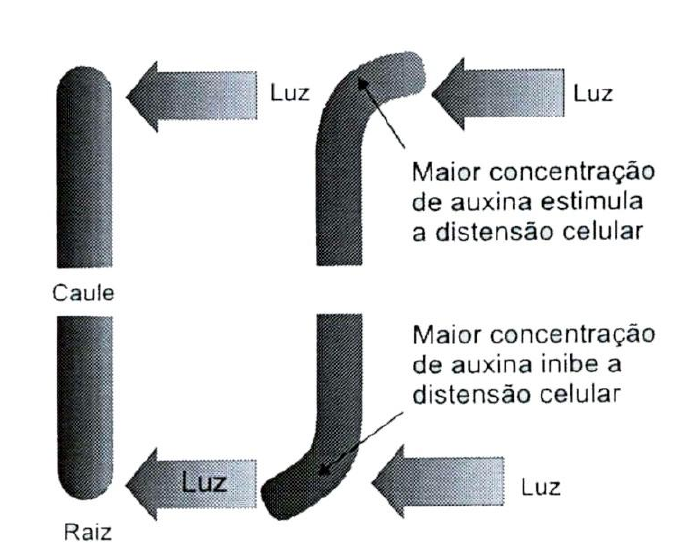 Luz
Luz
Maior concentração
de auxina estimula
a distensão celular
Caule
Maior concentração
de auxina inibe a
distensão celular
Luz
Luz
Raiz